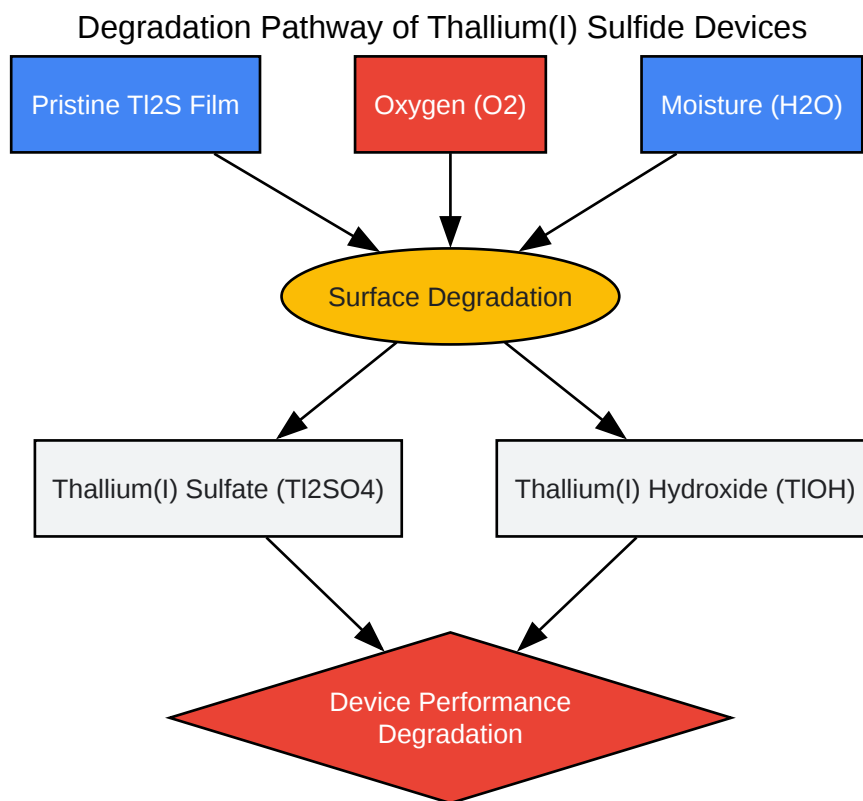 Degradation Pathway of Thallium(I) Sulfide Devices
Pristine Tl2S Film
Oxygen (O2)
Moisture (H2O)
Surface Degradation
Thallium(I) Sulfate (Tl2SO4)
Thallium(I) Hydroxide (TlOH)
Device Performance
Degradation